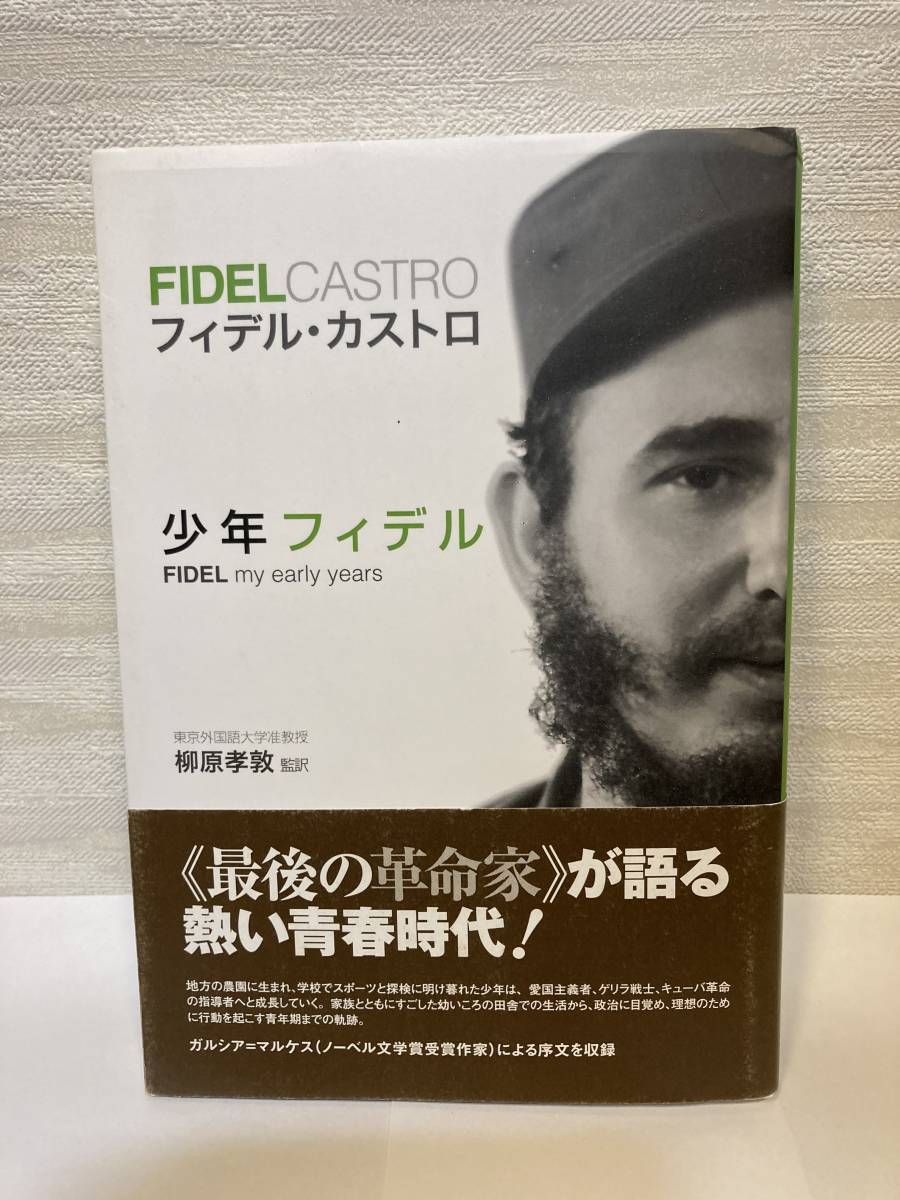 FIDELCASTRO
フィデル・カストロ
少年フィデル
FIDEL my early years
東京外国語大学准教授
柳原孝敦 監訳
《最後の革命家》が語る
熱い青春時代!
地方の農園に生まれ、学校でスポーツと探検に明け暮れた少年は、愛国主義者、ゲリラ戦士、キューバ革命
の指導者へと成長していく。家族とともにすごした幼いころの田舎での生活から、政治に目覚め、理想のため
に行動を起こす青年期までの軌跡。
ガルシア=マルケス(ノーベル文学賞受賞作家)による序文を収録